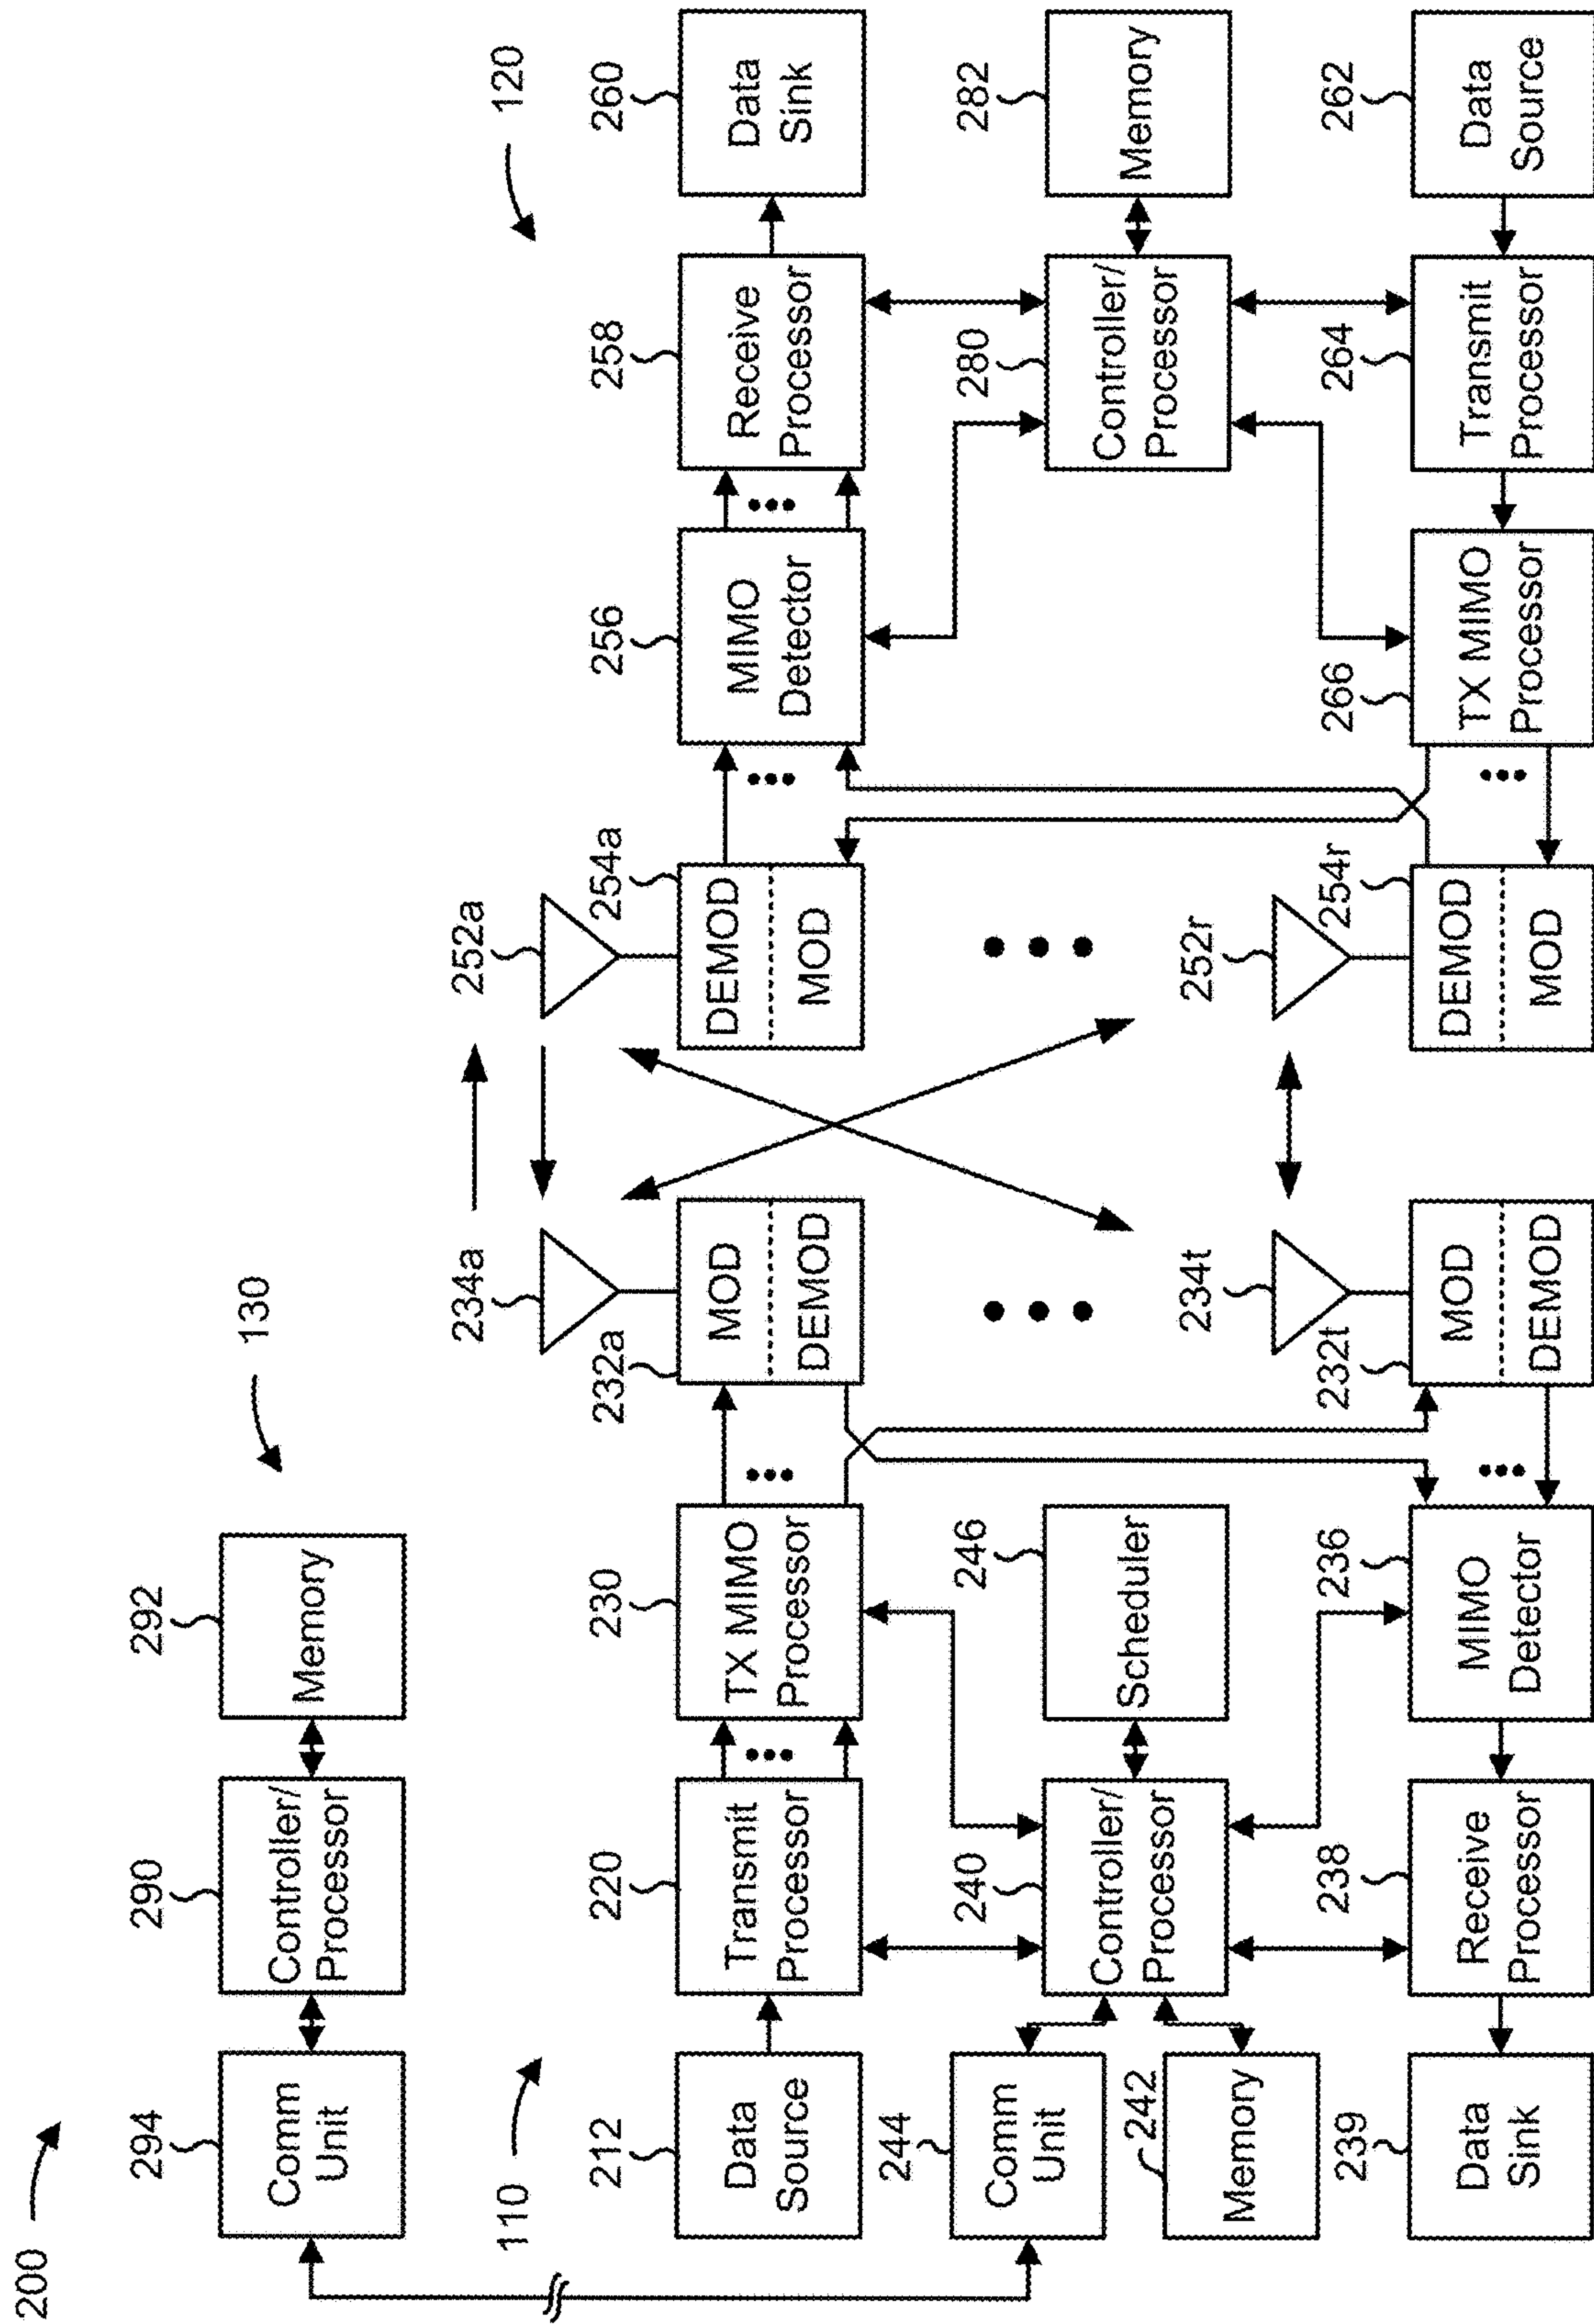 200
130
294
Comm
Unit
290
Controller/
Processor
292
Memory
110
120
212
Data
Source
220
Transmit
Processor
230
TX MIMO
Processor
232a
MOD
DEMOD
234a
252a
254a
DEMOD
MOD
256
MIMO
Detector
258
Receive
Processor
260
Data
Sink
244
Comm
Unit
242
Memory
240
Controller/
Processor
246
Scheduler
280
Controller/
Processor
282
Memory
239
Data
Sink
238
Receive
Processor
236
MIMO
Detector
232t
MOD
DEMOD
234t
252r
254r
DEMOD
MOD
266
TX MIMO
Processor
264
Transmit
Processor
262
Data
Source